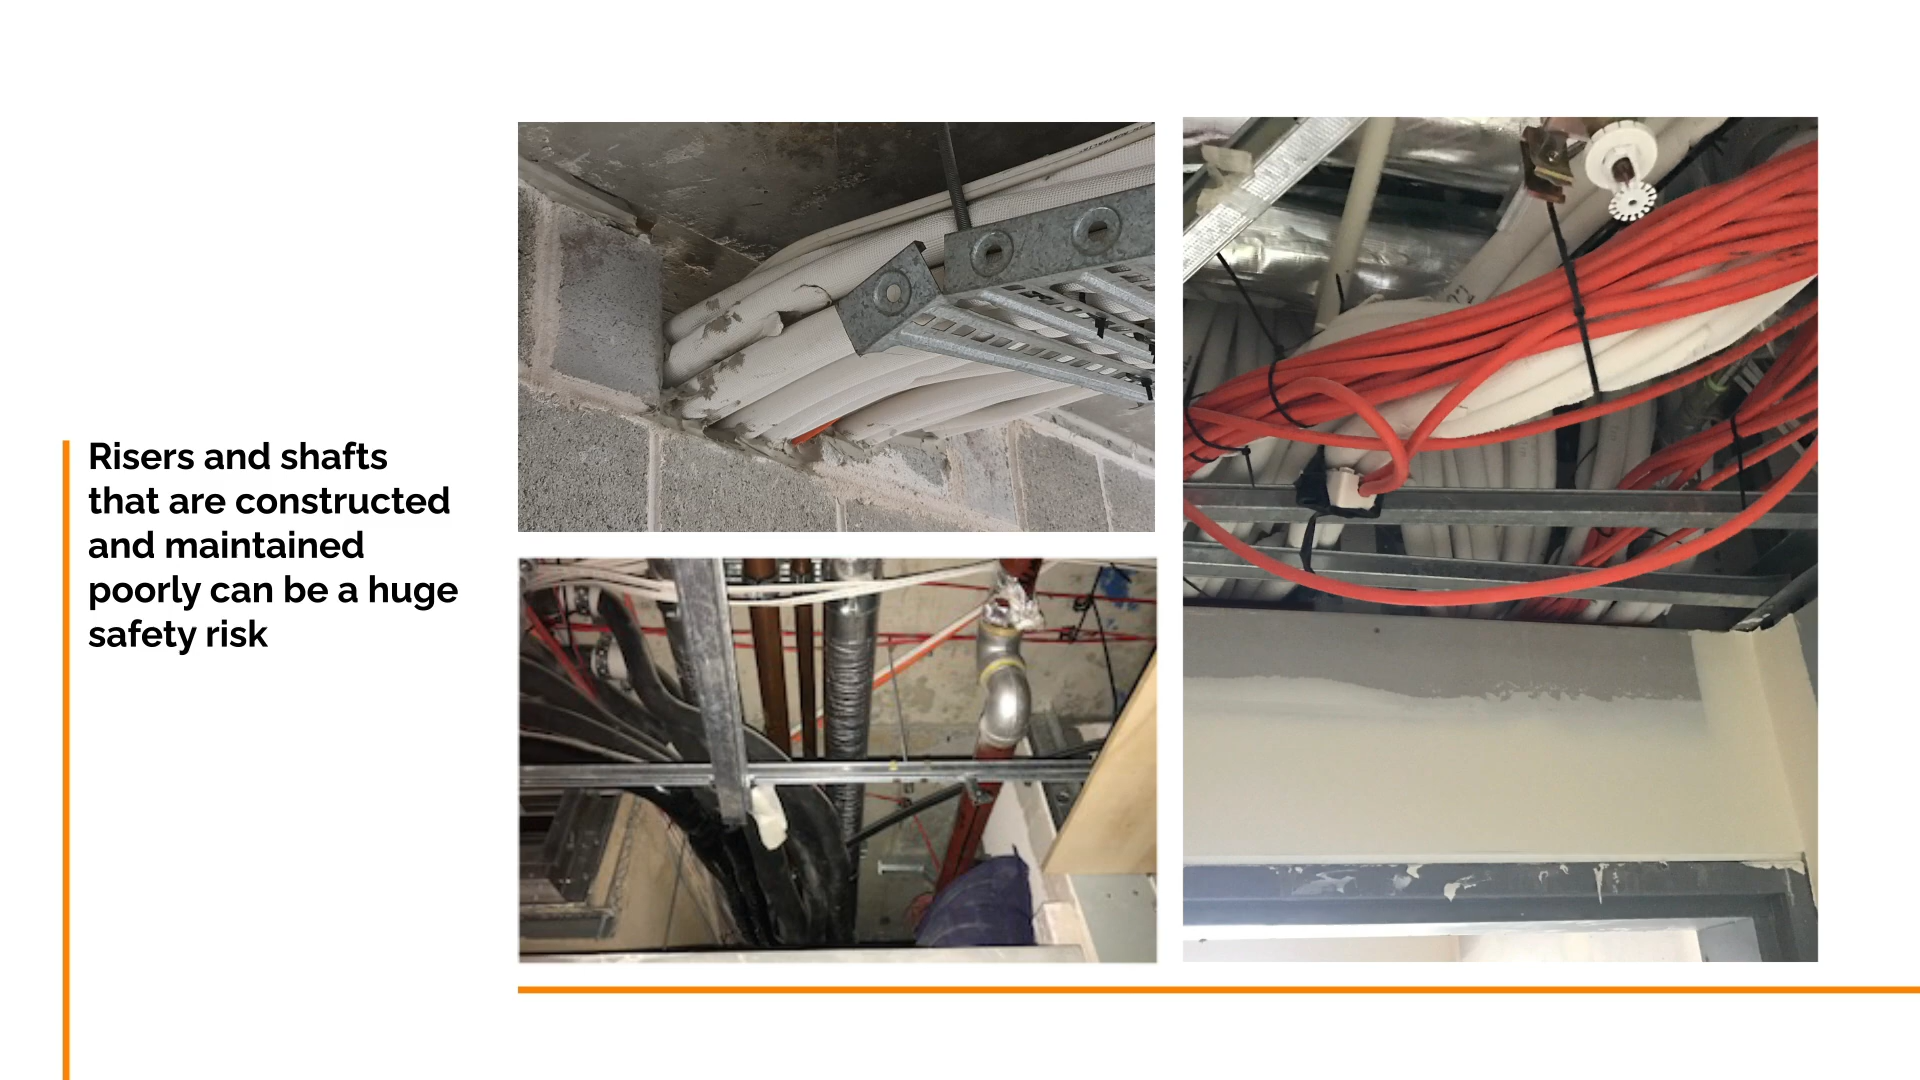 Risers and shafts
that are constructed
and maintained
poorly can be a huge
safety risk